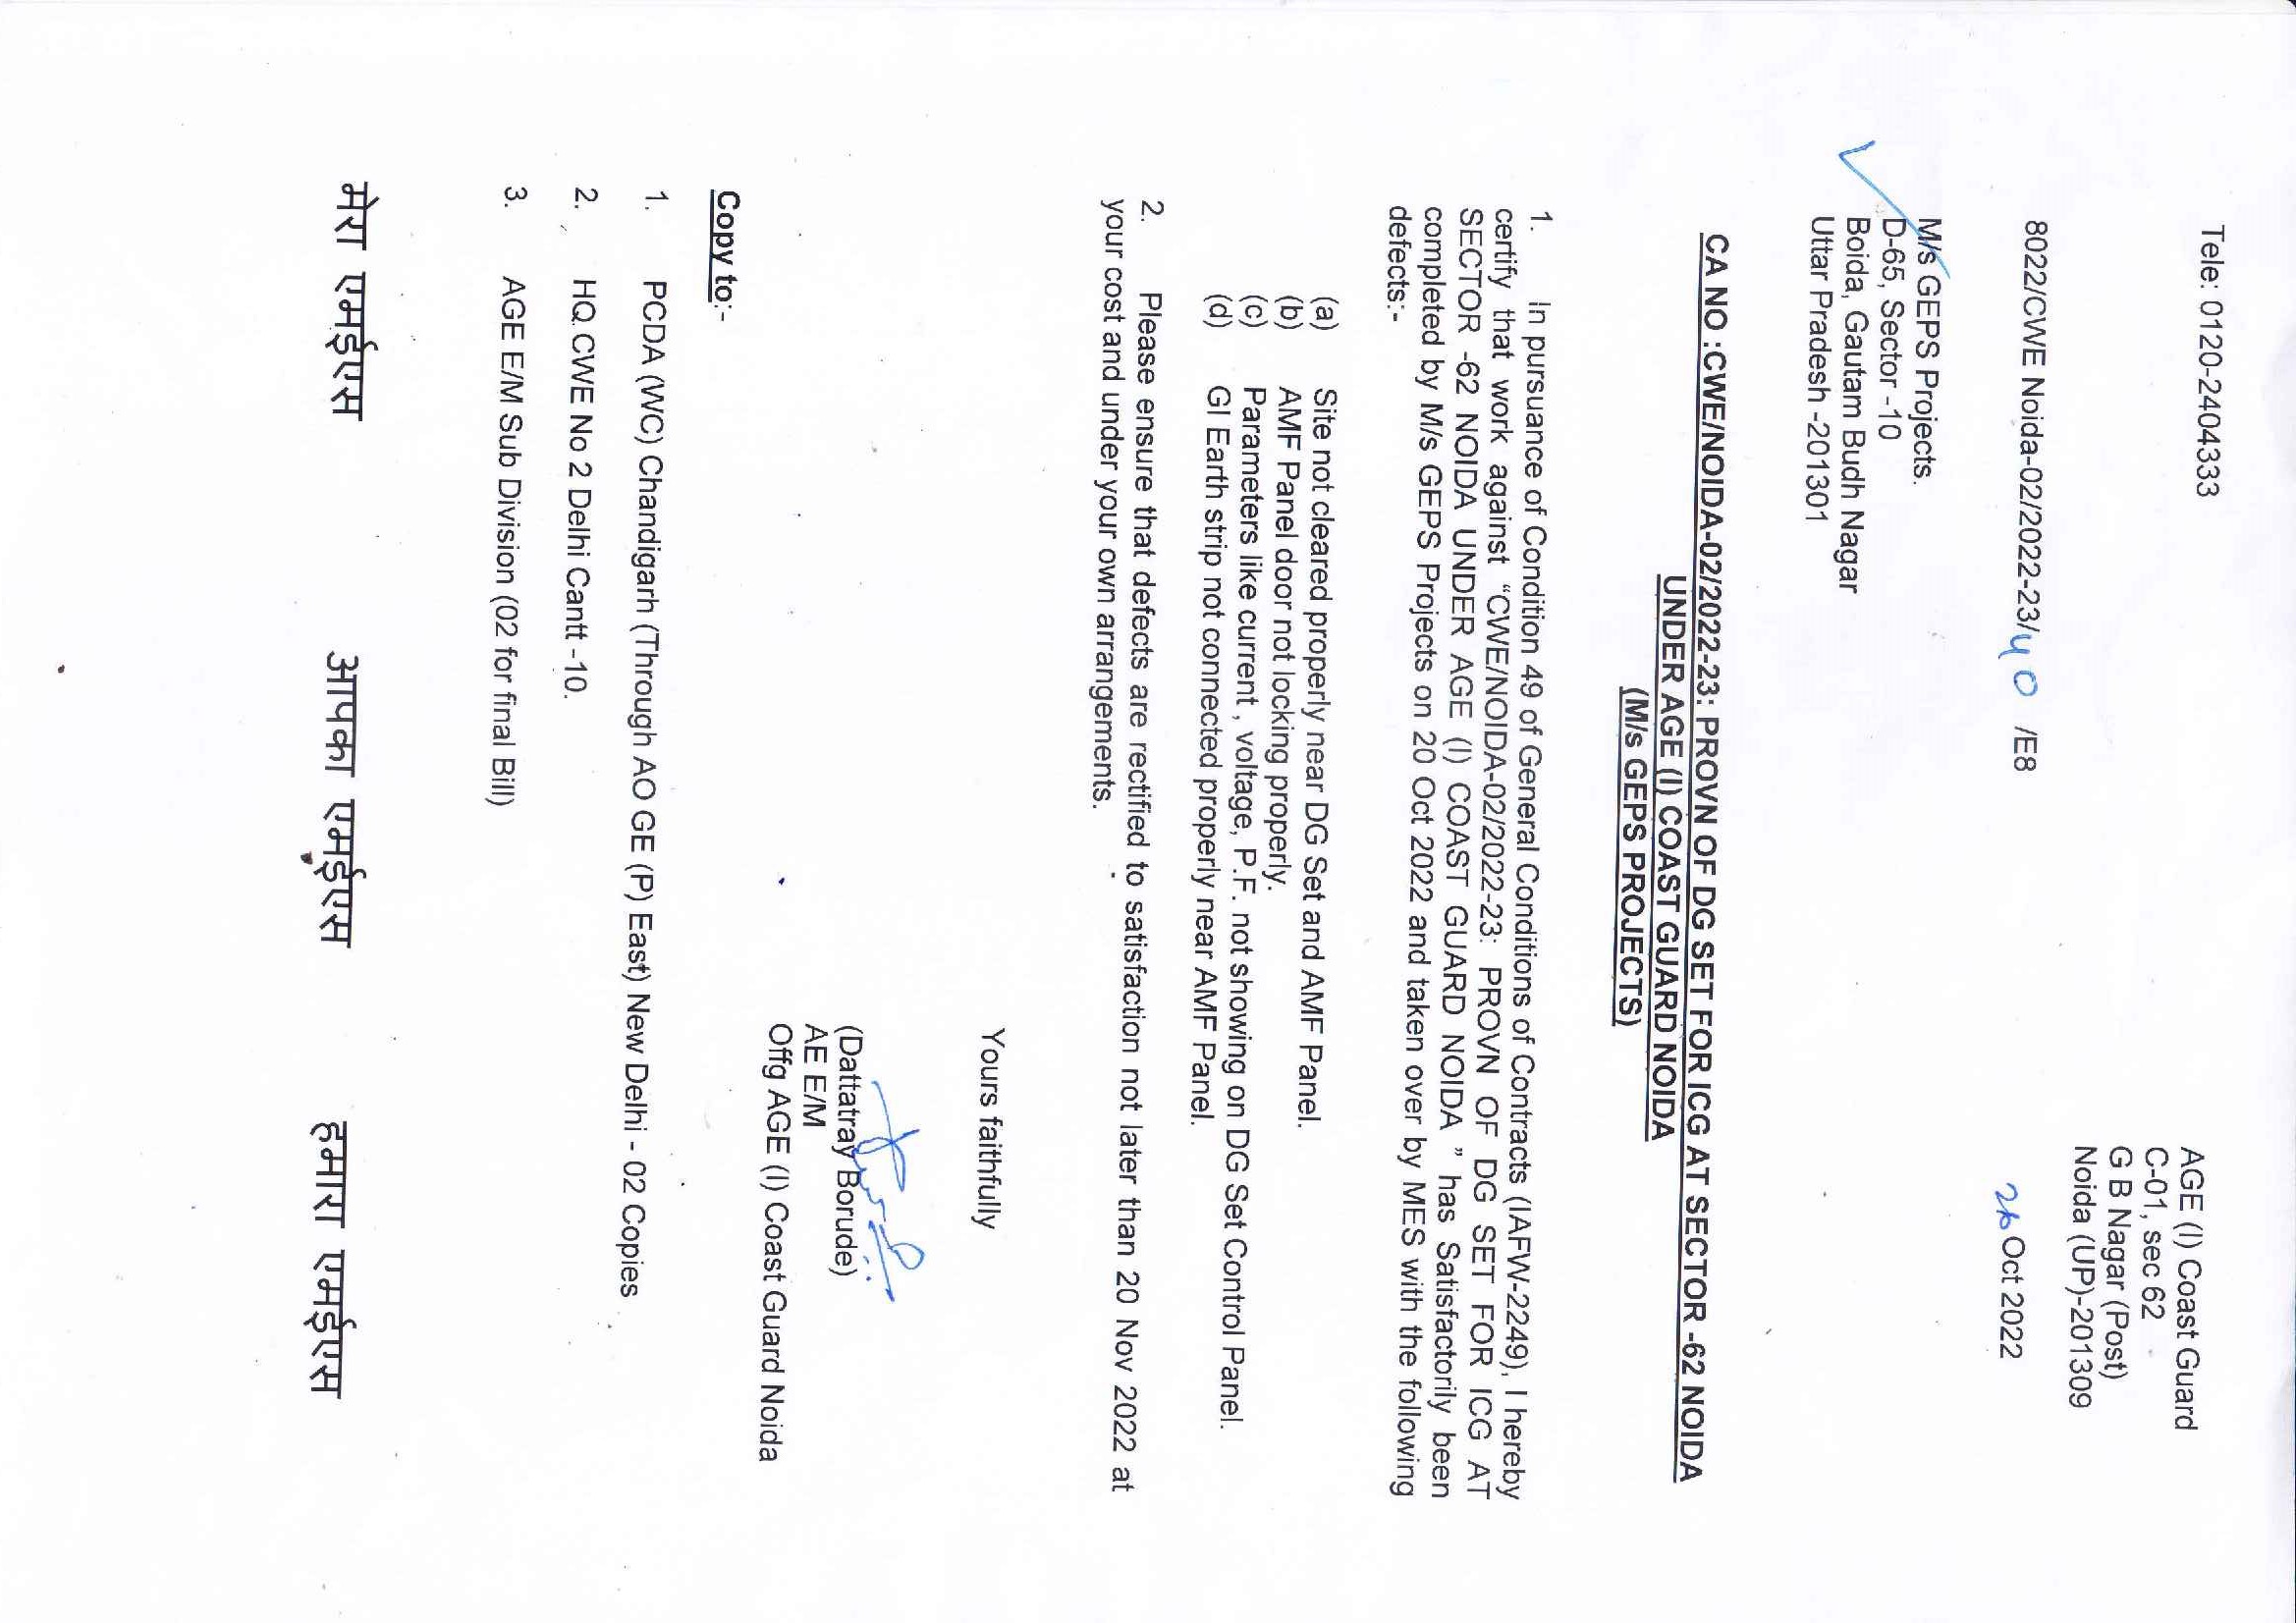 Tele: 0120-2404333
AGE (I) Coast Guard
C-01, sec 62
G B Nagar (Post)
Noida (UP)-201309
8022/CWE Noida-02/2022-23/40 /E8
26 Oct 2022
M/s GEPS Projects.
D-65, Sector -10
Boida, Gautam Budh Nagar
Uttar Pradesh -201301
CA NO :CWE/NOIDA-02/2022-23: PROVN OF DG SET FOR ICG AT SECTOR -62 NOIDA
UNDER AGE (I) COAST GUARD NOIDA
(M/s GEPS PROJECTS)
1. In pursuance of Condition 49 of General Conditions of Contracts (IAFW-2249), I hereby
certify that work against “CWE/NOIDA-02/2022-23: PROVN OF DG SET FOR ICG AT
SECTOR -62 NOIDA UNDER AGE (I) COAST GUARD NOIDA ” has Satisfactorily been
completed by M/s GEPS Projects on 20 Oct 2022 and taken over by MES with the following
defects:-
(a) Site not cleared properly near DG Set and AMF Panel.
(b) AMF Panel door not locking properly.
(c) Parameters like current , voltage, P.F. not showing on DG Set Control Panel.
(d) GI Earth strip not connected properly near AMF Panel.
2. Please ensure that defects are rectified to satisfaction not later than 20 Nov 2022 at
your cost and under your own arrangements.
Yours faithfully
(Dattatray Borude)
AE E/M
Offg AGE (I) Coast Guard Noida
Copy to:-
1. PCDA (WC) Chandigarh (Through AO GE (P) East) New Delhi - 02 Copies
2. HQ CWE No 2 Delhi Cantt -10.
3. AGE E/M Sub Division (02 for final Bill)
मेरा एमईएस आपका एमईएस हमारा एमईएस